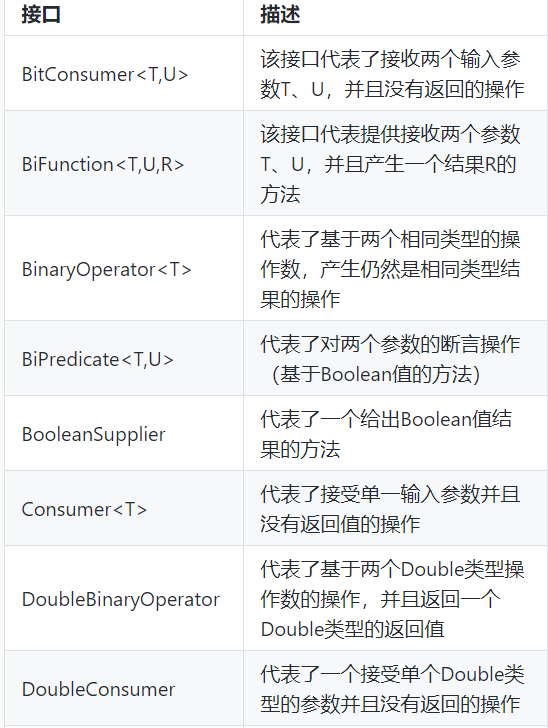 接口 描述
BitConsumer<T,U>
该接口代表了接收两个输入参
数T、U，并且没有返回的操作
BiFunction<T,U,R>
该接口代表提供接收两个参数
T、U，并且产生一个结果R的
方法
BinaryOperator<T>
代表了基于两个相同类型的操
作数，产生仍然是相同类型结
果的操作
BiPredicate<T,U>
代表了对两个参数的断言操作
（基于Boolean值的方法）
BooleanSupplier
代表了一个给出Boolean值结
果的方法
Consumer<T>
代表了接受单一输入参数并且
没有返回值的操作
DoubleBinaryOperator
代表了基于两个Double类型操
作数的操作，并且返回一个
Double类型的返回值
DoubleConsumer
代表了一个接受单个Double类
型的参数并且没有返回的操作